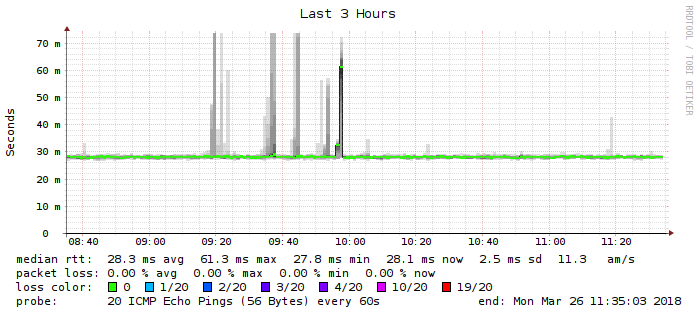 Last 3 Hours
RRDTOOL / TOBI OETIKER
Seconds
70 m
60 m
50 m
40 m
30 m
20 m
10 m
0
08:40 09:00 09:20 09:40 10:00 10:20 10:40 11:00 11:20
median rtt: 28.3 ms avg 61.3 ms max 27.8 ms min 28.1 ms now 2.5 ms sd 11.3 am/s
packet loss: 0.00 % avg 0.00 % max 0.00 % min 0.00 % now
loss color: 0 1/20 2/20 3/20 4/20 10/20 19/20
probe: 20 ICMP Echo Pings (56 Bytes) every 60s end: Mon Mar 26 11:35:03 2018